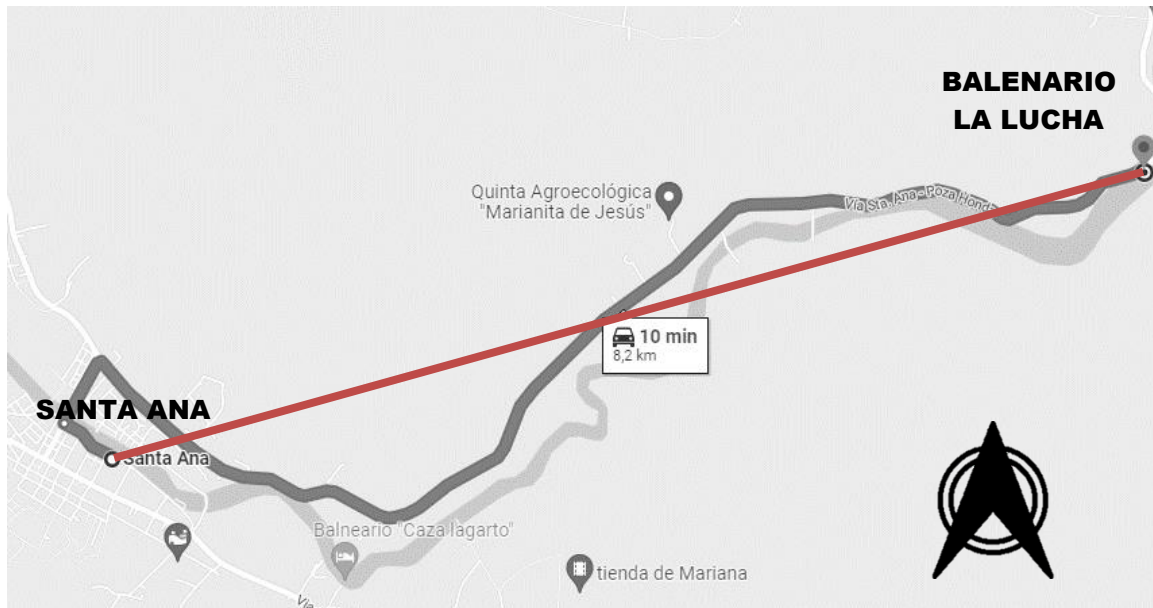 BALENARIO
LA LUCHA
Quinta Agroecológica
"Marianita de Jesús"
Vía Sta. Ana - Poza Honda
10 min
8,2 km
SANTA ANA
Santa Ana
Balneario "Caza lagarto"
tienda de Mariana